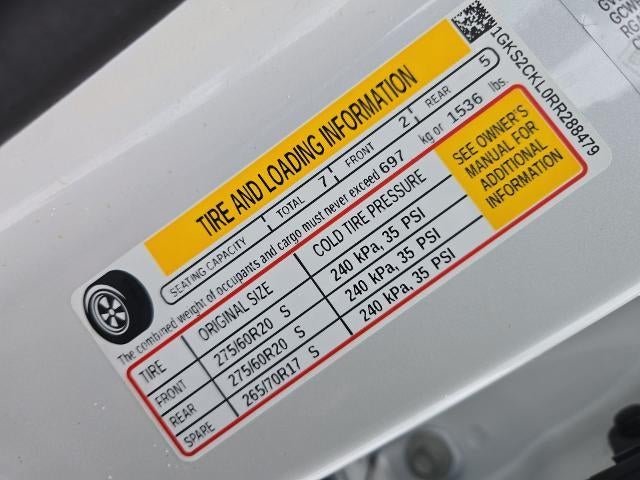 TIRE AND LOADING INFORMATION
SEATING CAPACITY TOTAL 7 FRONT 2 REAR 5
The combined weight of occupants and cargo must never exceed 697 kg or 1536 lbs.
TIRE ORIGINAL SIZE COLD TIRE PRESSURE
FRONT 275/60R20 S 240 kPa, 35 PSI
REAR 275/60R20 S 240 kPa, 35 PSI
SPARE 265/70R17 S 240 kPa, 35 PSI
SEE OWNER'S
MANUAL FOR
ADDITIONAL
INFORMATION
1GKS2CKL0RR288479